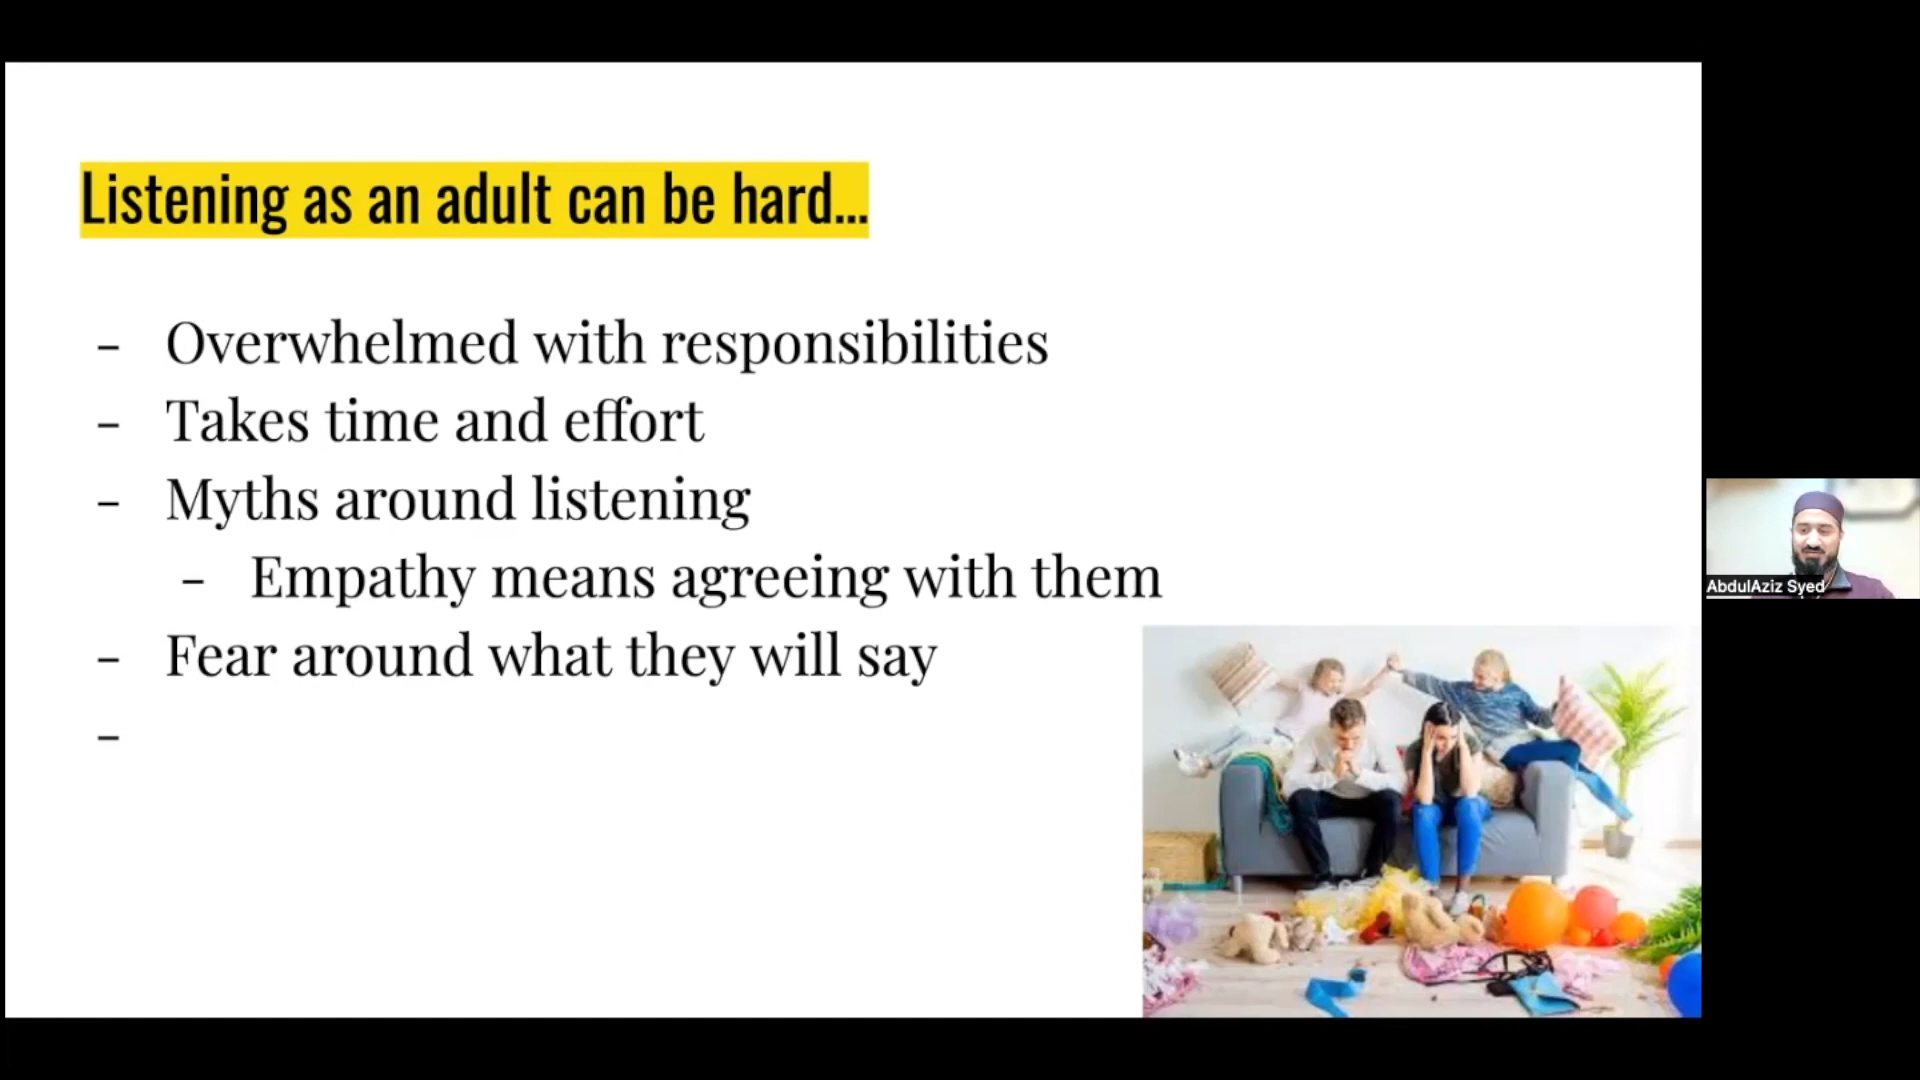 Listening as an adult can be hard...
- Overwhelmed with responsibilities
- Takes time and effort
- Myths around listening
- Empathy means agreeing with them
- Fear around what they will say
-
AbdulAziz Syed